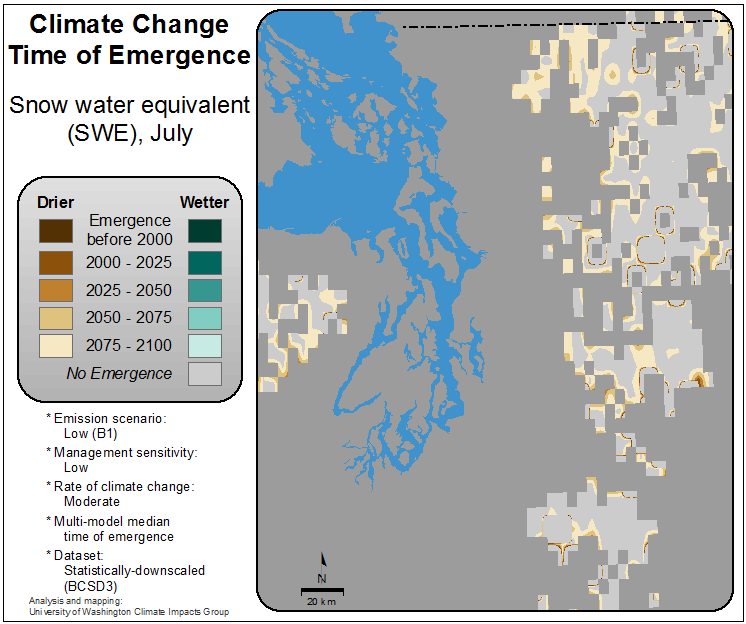 Climate Change
Time of Emergence
Snow water equivalent
(SWE), July
Drier
Wetter
Emergence
before 2000
2000 - 2025
2025 - 2050
2050 - 2075
2075 - 2100
No Emergence
* Emission scenario:
Low (B1)
* Management sensitivity:
Low
* Rate of climate change:
Moderate
* Multi-model median
time of emergence
* Dataset:
Statistically-downscaled
(BCSD3)
Analysis and mapping:
University of Washington Climate Impacts Group
N
20 km